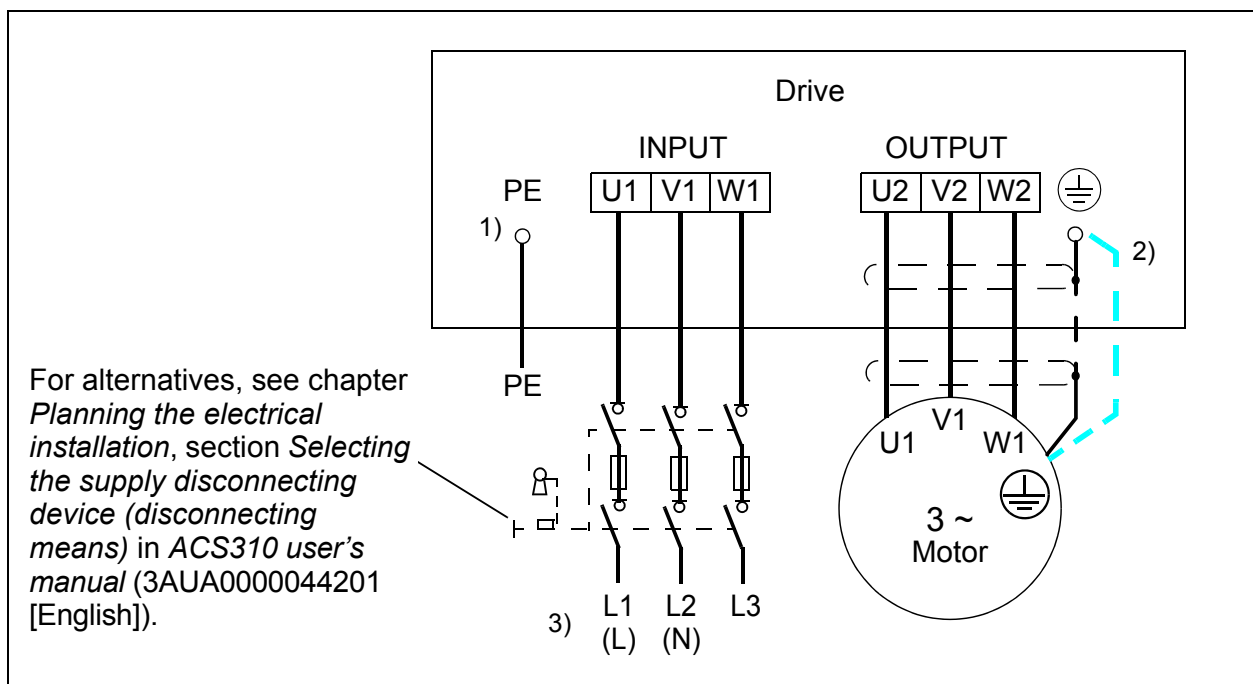 Drive
INPUT OUTPUT
PE U1 V1 W1 U2 V2 W2
1) 2)
For alternatives, see chapter
Planning the electrical
installation, section Selecting
the supply disconnecting
device (disconnecting
means) in ACS310 user's
manual (3AUA0000044201
[English]).
PE
U1 V1 W1
3 ~
Motor
3) L1 L2 L3
(L) (N)